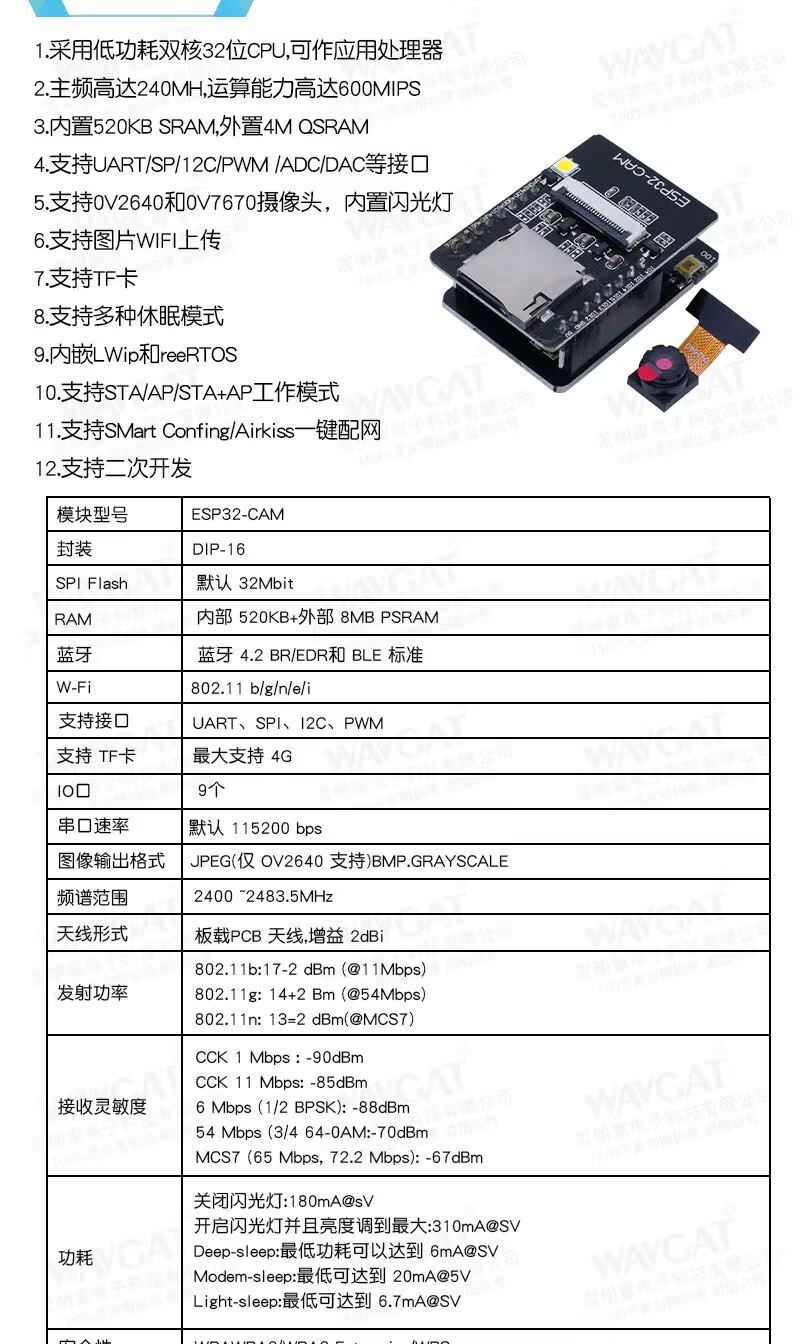 1.采用低功耗双核32位CPU,可作应用处理器
2.主频高达240MH,运算能力高达600MIPS
3.内置520KB SRAM,外置4M QSRAM
4.支持UART/SP/12C/PWM /ADC/DAC等接口
5.支持0V2640和0V7670摄像头，内置闪光灯
6.支持图片WIFI上传
7.支持TF卡
8.支持多种休眠模式
9.内嵌LWip和reeRTOS
10.支持STA/AP/STA+AP工作模式
11.支持SMart Confing/Airkiss一键配网
12.支持二次开发
ESP32-CAM
模块型号 ESP32-CAM
封装 DIP-16
SPI Flash 默认 32Mbit
RAM 内部 520KB+外部 8MB PSRAM
蓝牙 蓝牙 4.2 BR/EDR和 BLE 标准
W-Fi 802.11 b/g/n/e/i
支持接口 UART、SPI、I2C、PWM
支持 TF卡 最大支持 4G
IO口 9个
串口速率 默认 115200 bps
图像输出格式 JPEG(仅 OV2640 支持)BMP.GRAYSCALE
频谱范围 2400 ~2483.5MHz
天线形式 板载PCB 天线,增益 2dBi
发射功率 802.11b:17-2 dBm (@11Mbps)
802.11g: 14+2 Bm (@54Mbps)
802.11n: 13=2 dBm(@MCS7)
接收灵敏度 CCK 1 Mbps : -90dBm
CCK 11 Mbps: -85dBm
6 Mbps (1/2 BPSK): -88dBm
54 Mbps (3/4 64-0AM:-70dBm
MCS7 (65 Mbps, 72.2 Mbps): -67dBm
功耗 关闭闪光灯:180mA@sV
开启闪光灯并且亮度调到最大:310mA@SV
Deep-sleep:最低功耗可以达到 6mA@SV
Modem-sleep:最低可达到 20mA@5V
Light-sleep:最低可达到 6.7mA@SV
WAYGAT